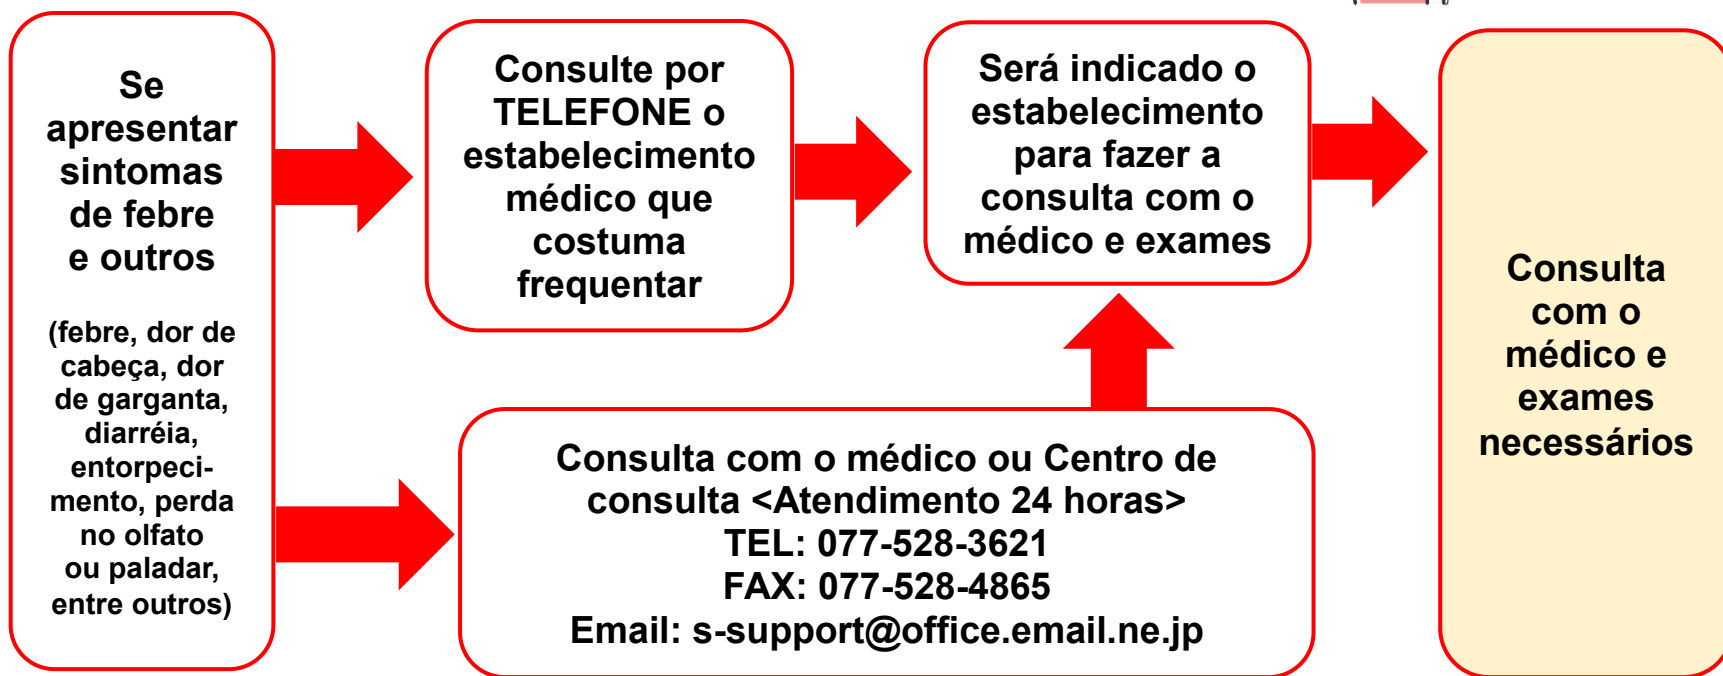 Se
apresentar
sintomas
de febre
e outros
(febre, dor de
cabeça, dor
de garganta,
diarréia,
entorpeci-
mento, perda
no olfato
ou paladar,
entre outros)
Consulte por
TELEFONE o
estabelecimento
médico que
costuma
frequentar
Será indicado o
estabelecimento
para fazer a
consulta com o
médico e exames
Consulta com o médico ou Centro de
consulta <Atendimento 24 horas>
TEL: 077-528-3621
FAX: 077-528-4865
Email: s-support@office.email.ne.jp
Consulta
com o
médico e
exames
necessários